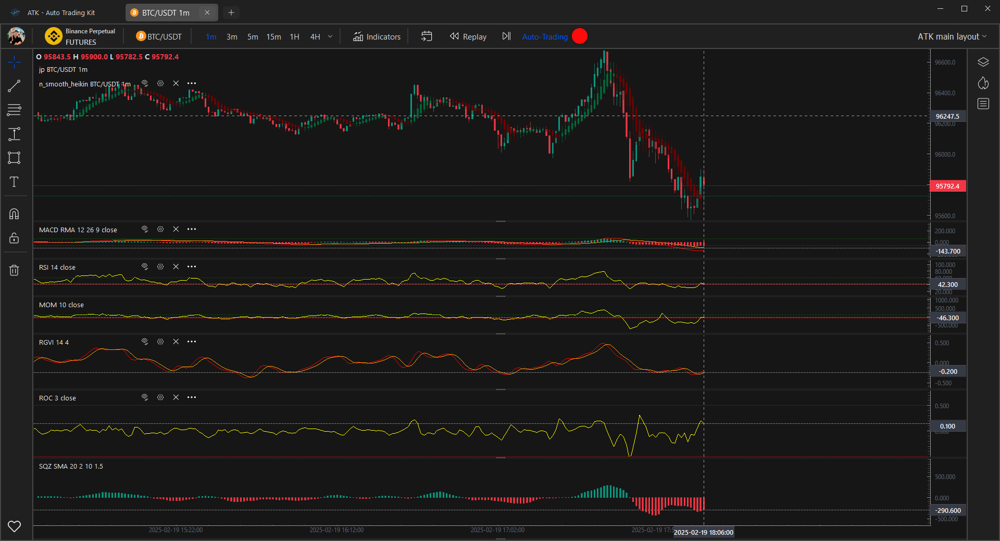 ATK - Auto Trading Kit
BTC/USDT 1m
Binance Perpetual
FUTURES
BTC/USDT
1m 3m 5m 15m 1H 4H
Indicators
Replay
Auto-Trading
ATK main layout
O 95843.5 H 95900.0 L 95782.5 C 95792.4
jp BTC/USDT 1m
n_smooth_heikin BTC/USDT 1m
96600.0
96400.0
96247.5
96200.0
96000.0
95792.4
95600.0
MACD RMA 12 26 9 close
200.000
0.000
-143.700
RSI 14 close
100.000
80.000
42.300
20.000
MOM 10 close
1000.000
500.000
-46.300
-500.000
RGVI 14 4
0.500
0.000
-0.200
-0.500
ROC 3 close
0.500
0.100
0.000
SQZ SMA 20 2 10 1.5
500.000
0.000
-290.600
-500.000
2025-02-19 15:22:00
2025-02-19 16:12:00
2025-02-19 17:02:00
2025-02-19 17:5
2025-02-19 18:06:00